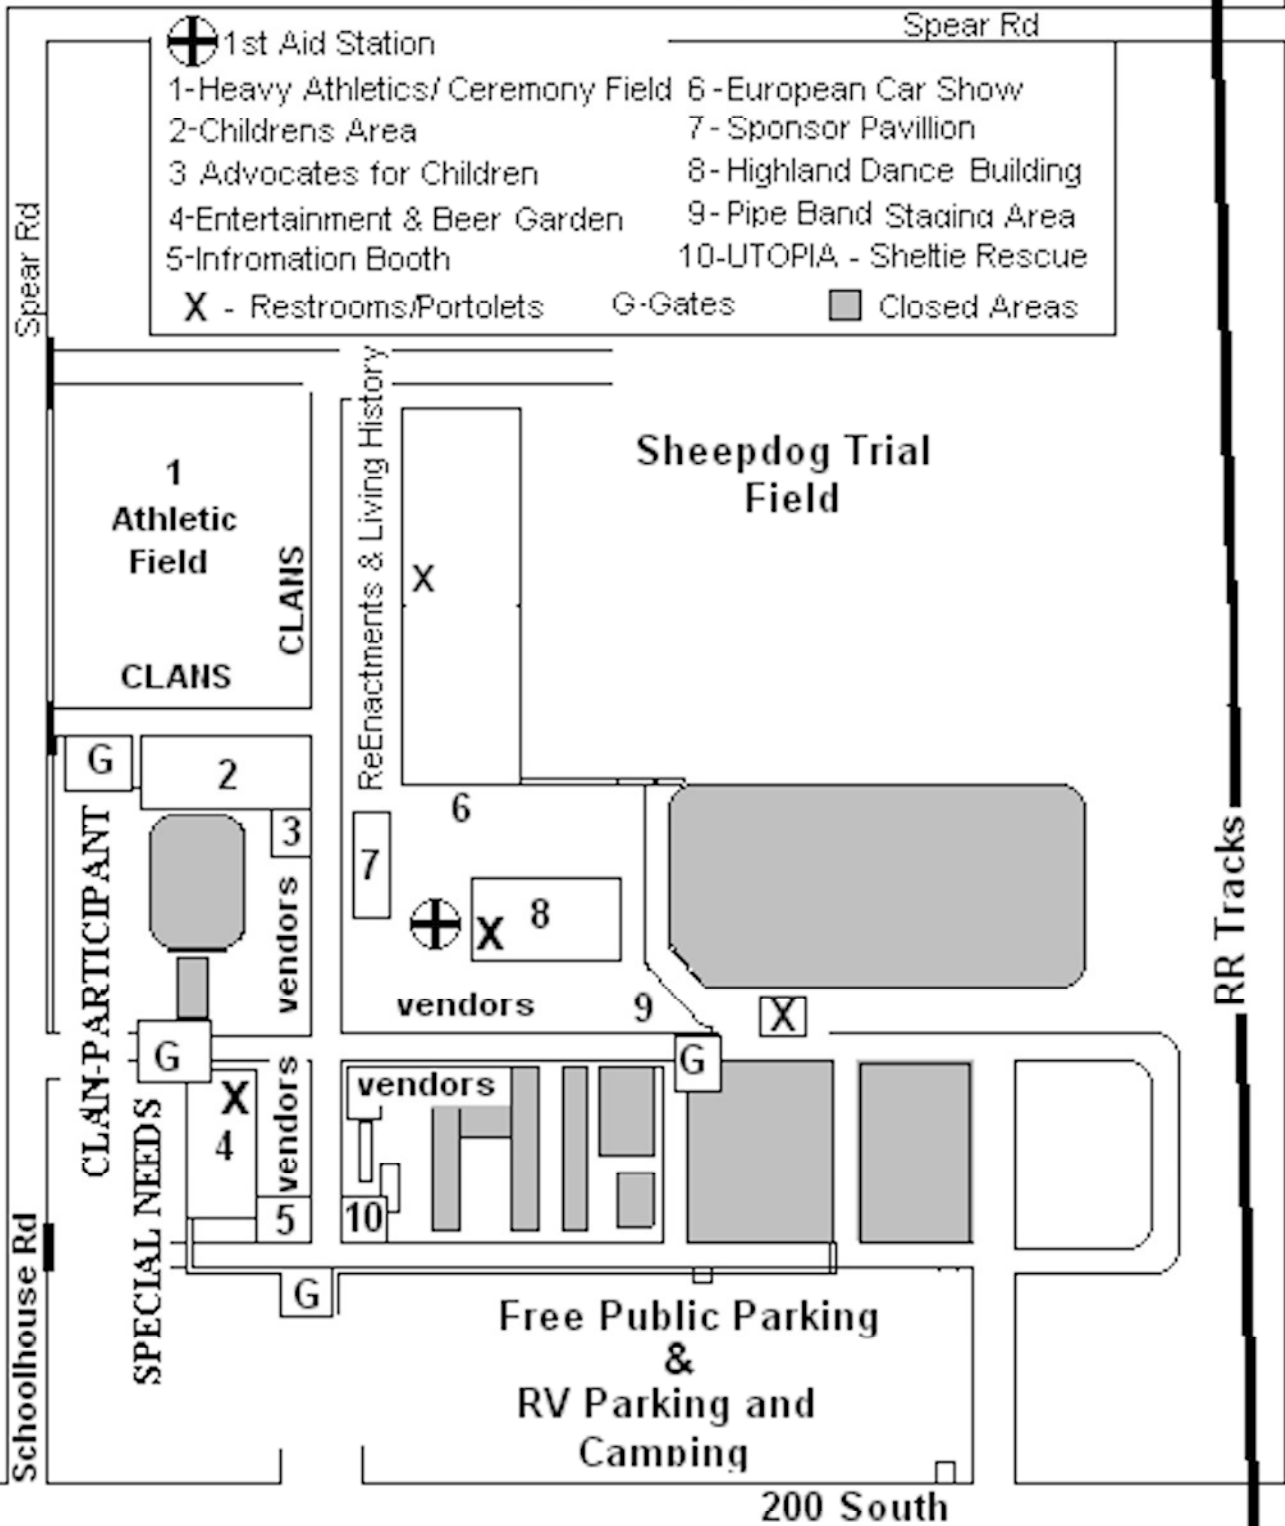 Spear Rd
1st Aid Station
1-Heavy Athletics/ Ceremony Field
2-Childrens Area
3 Advocates for Children
4-Entertainment & Beer Garden
5-Infromation Booth
6 -European Car Show
7 - Sponsor Pavillion
8- Highland Dance Building
9- Pipe Band Staging Area
10-UTOPIA - Sheltie Rescue
X - Restrooms/Portolets
G-Gates
Closed Areas
Spear Rd
1
Athletic
Field
CLANS
CLANS
ReEnactments & Living History
X
Sheepdog Trial
Field
G
2
3
6
7
8
X
vendors
vendors
9
X
CLAN-PARTICIPANT
RR Tracks
G
G
X
4
vendors
vendors
5
10
SPECIAL NEEDS
Schoolhouse Rd
G
Free Public Parking
&
RV Parking and
Camping
200 South